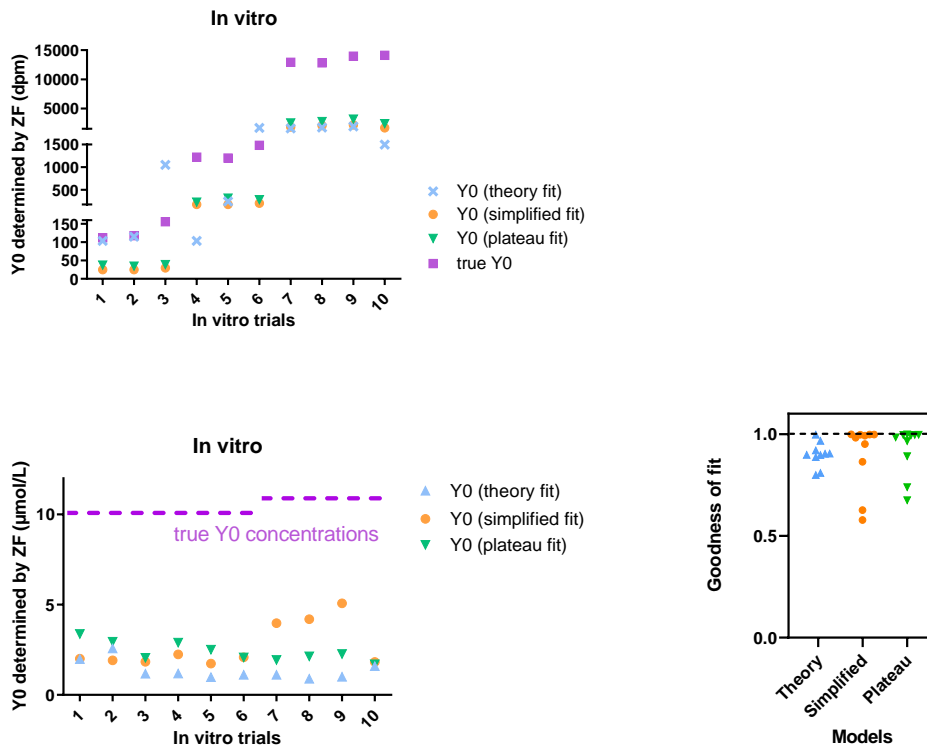 In vitro
Y0 determined by ZF (dpm)
15000
10000
5000
1500
1000
500
150
100
50
0
1 2 3 4 5 6 7 8 9 10
In vitro trials
Y0 (theory fit)
Y0 (simplified fit)
Y0 (plateau fit)
true Y0
In vitro
Y0 determined by ZF (µmol/L)
10
5
0
true Y0 concentrations
1 2 3 4 5 6 7 8 9 10
In vitro trials
Y0 (theory fit)
Y0 (simplified fit)
Y0 (plateau fit)
Goodness of fit
1.0
0.5
0.0
Theory
Simplified
Plateau
Models